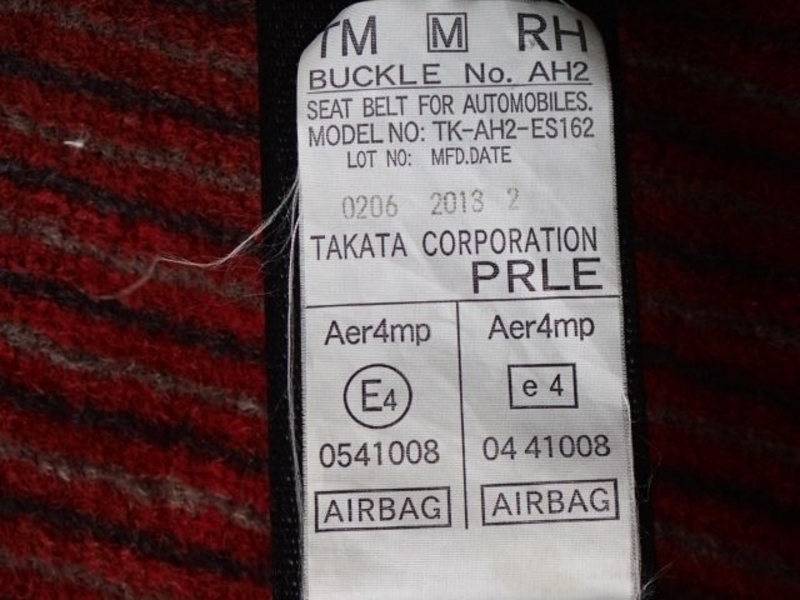 TM M RH
BUCKLE No. AH2
SEAT BELT FOR AUTOMOBILES.
MODEL NO: TK-AH2-ES162
LOT NO: MFD.DATE
0206 2013 2
TAKATA CORPORATION
PRLE
Aer4mp Aer4mp
E4 e 4
0541008 04 41008
AIRBAG AIRBAG